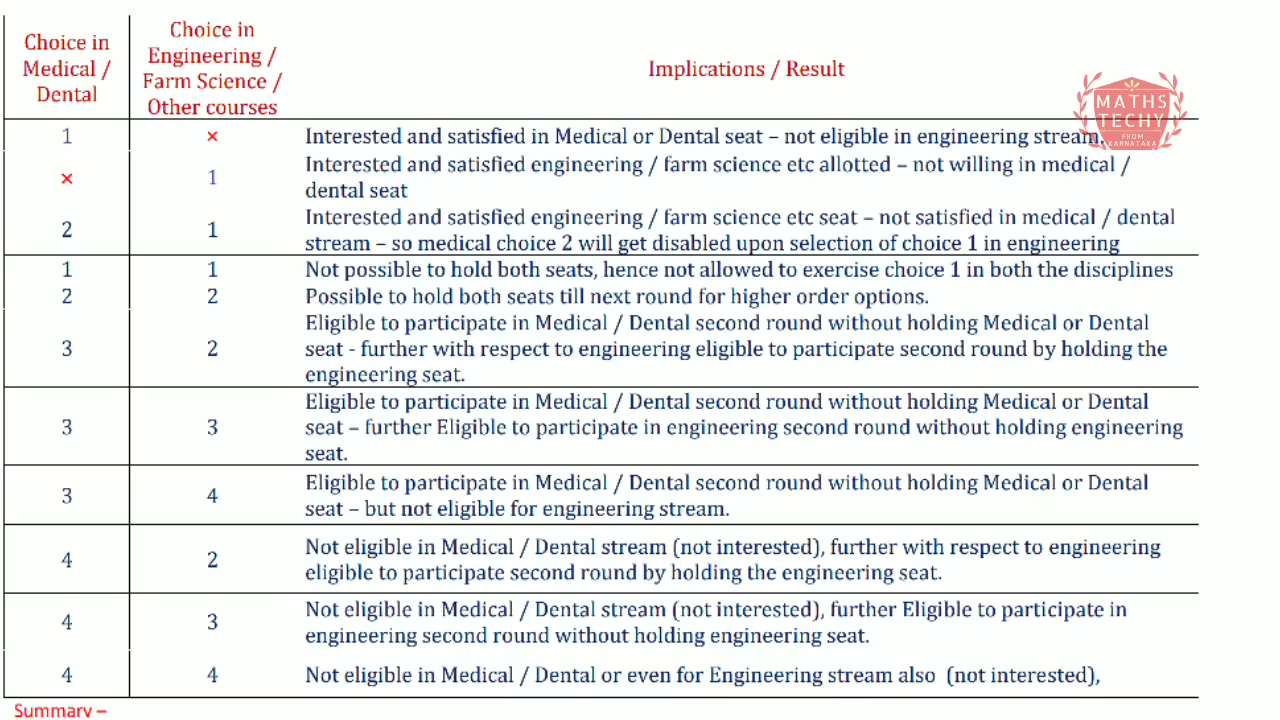 Choice in
Medical /
Dental
Choice in
Engineering /
Farm Science /
Other courses
Implications / Result
MATHS
TECHY
FROM
KARNATAKA
1 × Interested and satisfied in Medical or Dental seat – not eligible in engineering stream.
× 1 Interested and satisfied engineering / farm science etc allotted – not willing in medical /
dental seat
2 1 Interested and satisfied engineering / farm science etc seat – not satisfied in medical / dental
stream – so medical choice 2 will get disabled upon selection of choice 1 in engineering
1 1 Not possible to hold both seats, hence not allowed to exercise choice 1 in both the disciplines
2 2 Possible to hold both seats till next round for higher order options.
3 2 Eligible to participate in Medical / Dental second round without holding Medical or Dental
seat - further with respect to engineering eligible to participate second round by holding the
engineering seat.
3 3 Eligible to participate in Medical / Dental second round without holding Medical or Dental
seat – further Eligible to participate in engineering second round without holding engineering
seat.
3 4 Eligible to participate in Medical / Dental second round without holding Medical or Dental
seat – but not eligible for engineering stream.
4 2 Not eligible in Medical / Dental stream (not interested), further with respect to engineering
eligible to participate second round by holding the engineering seat.
4 3 Not eligible in Medical / Dental stream (not interested), further Eligible to participate in
engineering second round without holding engineering seat.
4 4 Not eligible in Medical / Dental or even for Engineering stream also (not interested),
Summary –